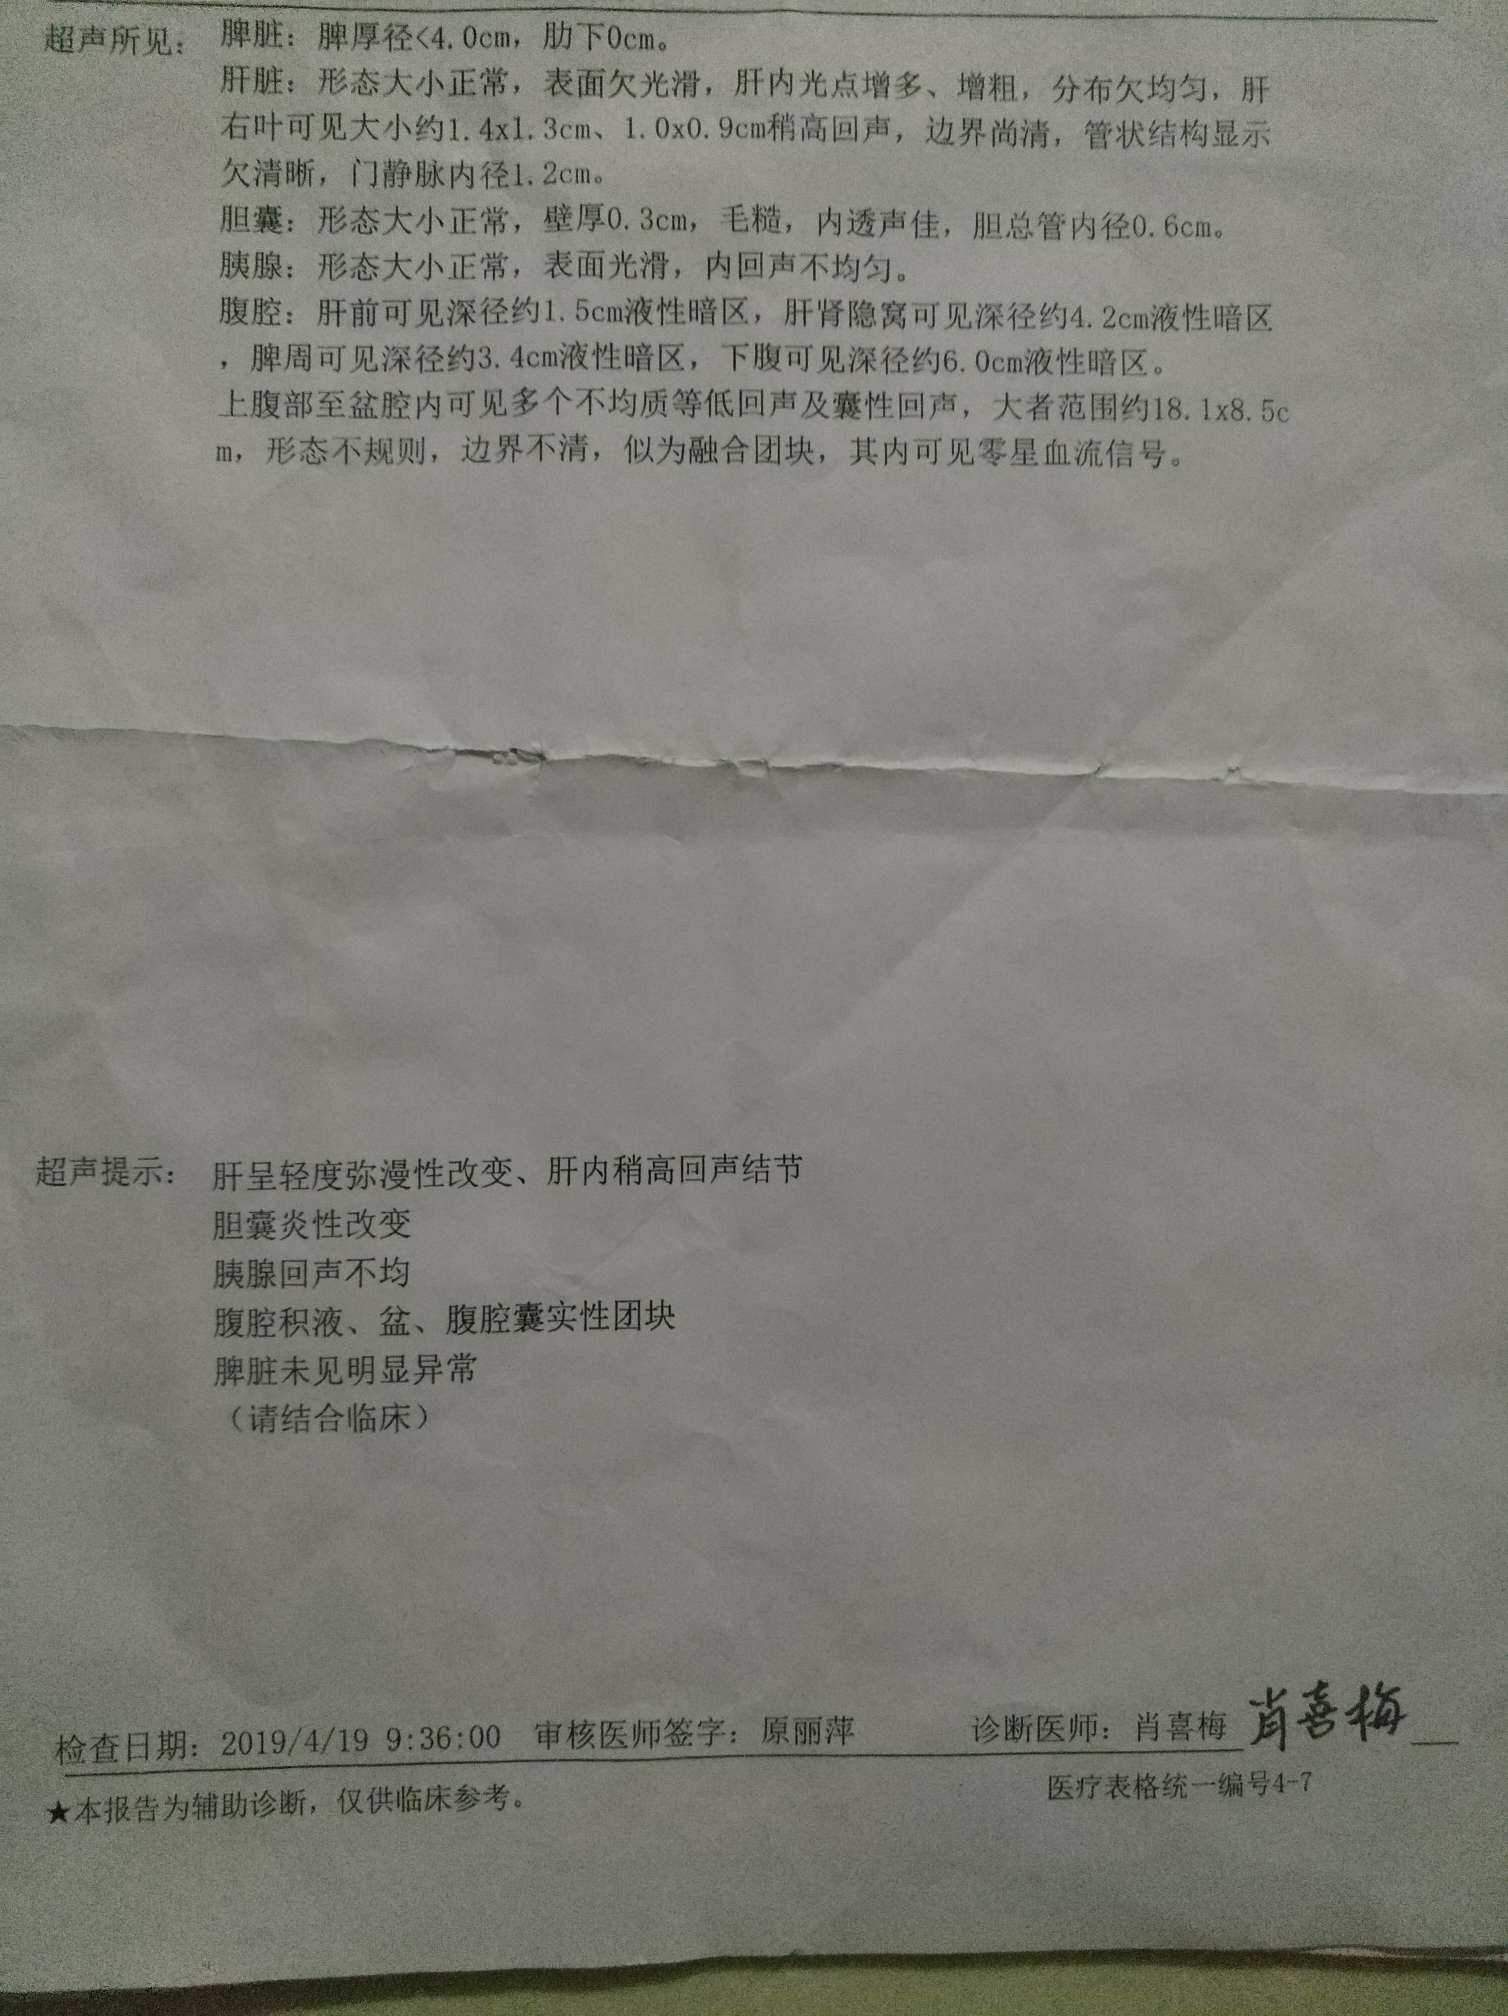 超声所见： 脾脏：脾厚径<4.0cm，肋下0cm。
肝脏：形态大小正常，表面欠光滑，肝内光点增多、增粗，分布欠均匀，肝
右叶可见大小约1.4x1.3cm、1.0x0.9cm稍高回声，边界尚清，管状结构显示
欠清晰，门静脉内径1.2cm。
胆囊：形态大小正常，壁厚0.3cm，毛糙，内透声佳，胆总管内径0.6cm。
胰腺：形态大小正常，表面光滑，内回声不均匀。
腹腔：肝前可见深径约1.5cm液性暗区，肝肾隐窝可见深径约4.2cm液性暗区
，脾周可见深径约3.4cm液性暗区，下腹可见深径约6.0cm液性暗区。
上腹部至盆腔内可见多个不均质等低回声及囊性回声，大者范围约18.1x8.5c
m，形态不规则，边界不清，似为融合团块，其内可见零星血流信号。
超声提示： 肝呈轻度弥漫性改变、肝内稍高回声结节
胆囊炎性改变
胰腺回声不均
腹腔积液、盆、腹腔囊实性团块
脾脏未见明显异常
（请结合临床）
检查日期：2019/4/19 9:36:00 审核医师签字：原丽萍 诊断医师：肖喜梅 肖喜梅
★本报告为辅助诊断，仅供临床参考。 医疗表格统一编号4-7